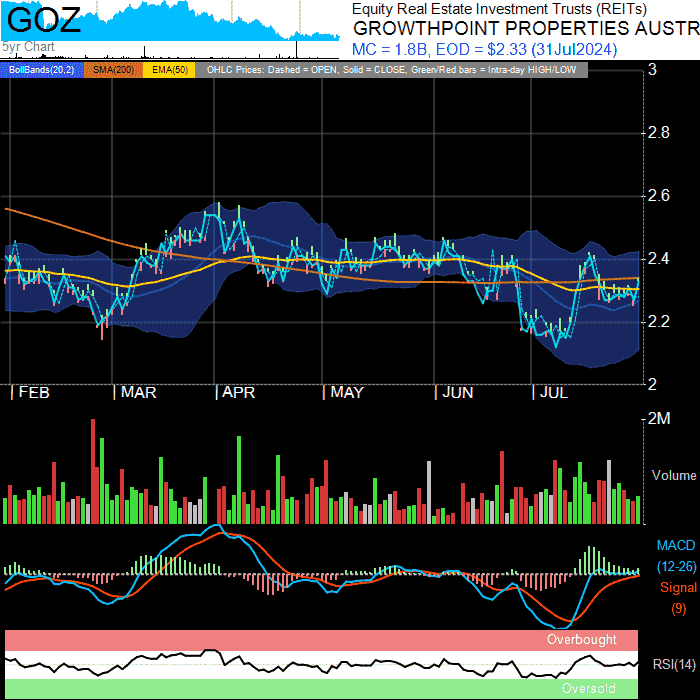 GOZ
5yr Chart
Equity Real Estate Investment Trusts (REITs)
GROWTHPOINT PROPERTIES AUSTR
MC = 1.8B, EOD = $2.33 (31Jul2024)
BollBands(20,2) SMA(200) EMA(50) OHLC Prices: Dashed = OPEN, Solid = CLOSE, Green/Red bars = Intra-day HIGH/LOW
3
2.8
2.6
2.4
2.2
2
FEB MAR APR MAY JUN JUL
2M
Volume
MACD
(12-26)
Signal
(9)
Overbought
RSI(14)
Oversold